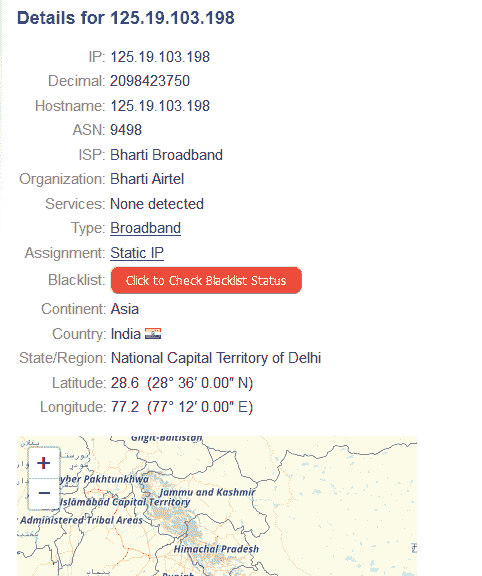 Details for 125.19.103.198
IP: 125.19.103.198
Decimal: 2098423750
Hostname: 125.19.103.198
ASN: 9498
ISP: Bharti Broadband
Organization: Bharti Airtel
Services: None detected
Type: Broadband
Assignment: Static IP
Blacklist: Click to Check Blacklist Status
Continent: Asia
Country: India
State/Region: National Capital Territory of Delhi
Latitude: 28.6 (28° 36′ 0.00″ N)
Longitude: 77.2 (77° 12′ 0.00″ E)
Gilgit-Baltistan
+
yher Pakhtunkhwa
−
Jammu and Kashmir
Islamabad Capital Territory
Administered Tribal Areas
Himachal Pradesh
Punjab